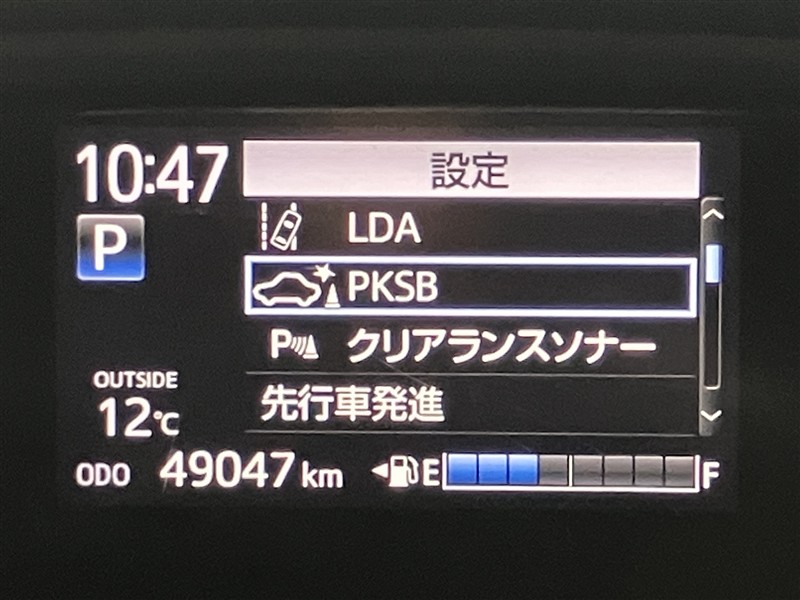 10:47
設定
LDA
P
PKSB
P クリアランスソナー
OUTSIDE
先行車発進
12℃
ODO 49047 km E F